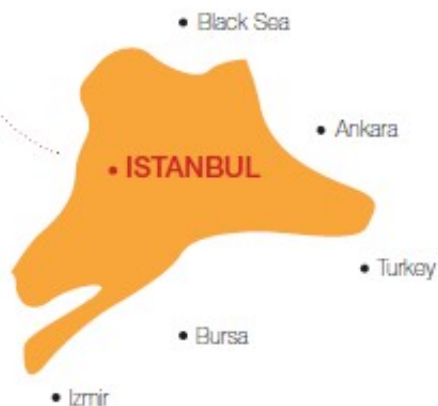 Black Sea
Ankara
ISTANBUL
Turkey
Bursa
Izmir